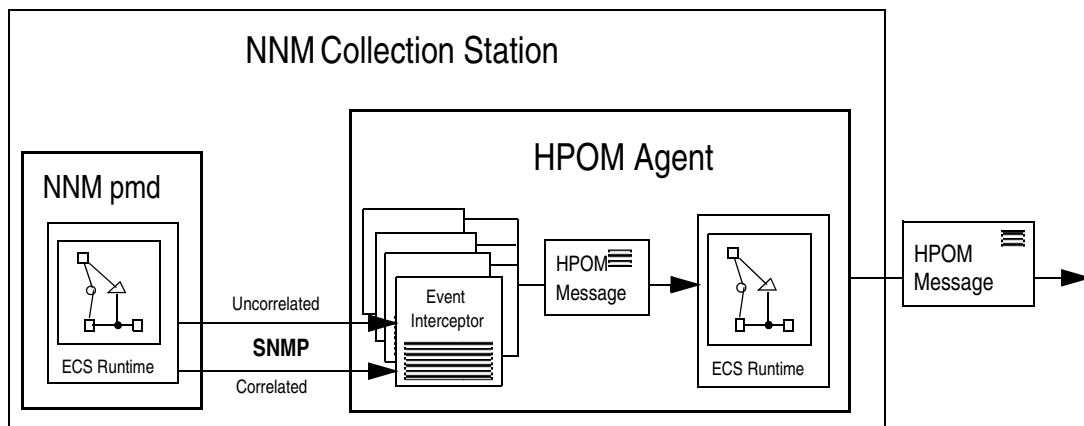 NNM Collection Station
HPOM Agent
NNM pmd
ECS Runtime
Uncorrelated
SNMP
Correlated
Event
Interceptor
HPOM
Message
ECS Runtime
HPOM
Message